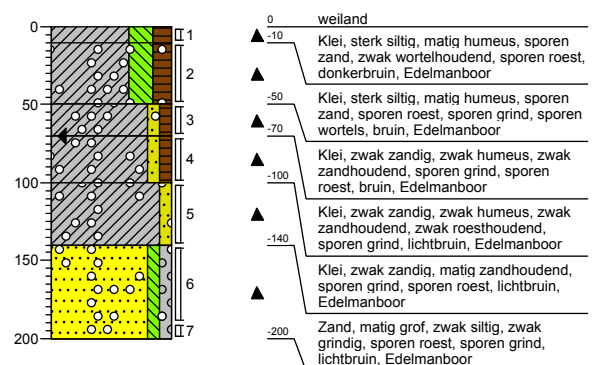 0
50
100
150
200
1
2
3
4
5
6
7
0 weiland
-10
Klei, sterk siltig, matig humeus, sporen
zand, zwak wortelhoudend, sporen roest,
donkerbruin, Edelmanboor
-50
Klei, sterk siltig, matig humeus, sporen
zand, sporen roest, sporen grind, sporen
wortels, bruin, Edelmanboor
-70
Klei, zwak zandig, zwak humeus, zwak
zandhoudend, sporen grind, sporen
roest, bruin, Edelmanboor
-100
Klei, zwak zandig, zwak humeus, zwak
zandhoudend, zwak roesthoudend,
sporen grind, lichtbruin, Edelmanboor
-140
Klei, zwak zandig, matig zandhoudend,
sporen grind, sporen roest, lichtbruin,
Edelmanboor
-200
Zand, matig grof, zwak siltig, zwak
grindig, sporen roest, sporen grind,
lichtbruin, Edelmanboor